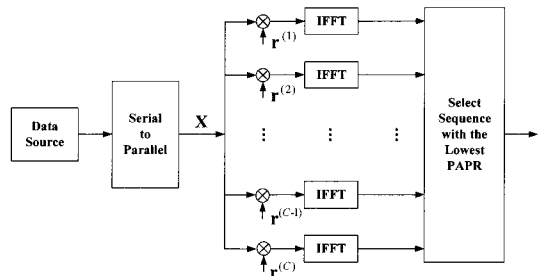 r(1)
IFFT
r(2)
IFFT
Data
Source
Serial
to
Parallel
X
Select
Sequence
with the
Lowest
PAPR
r(C-1)
IFFT
r(C)
IFFT